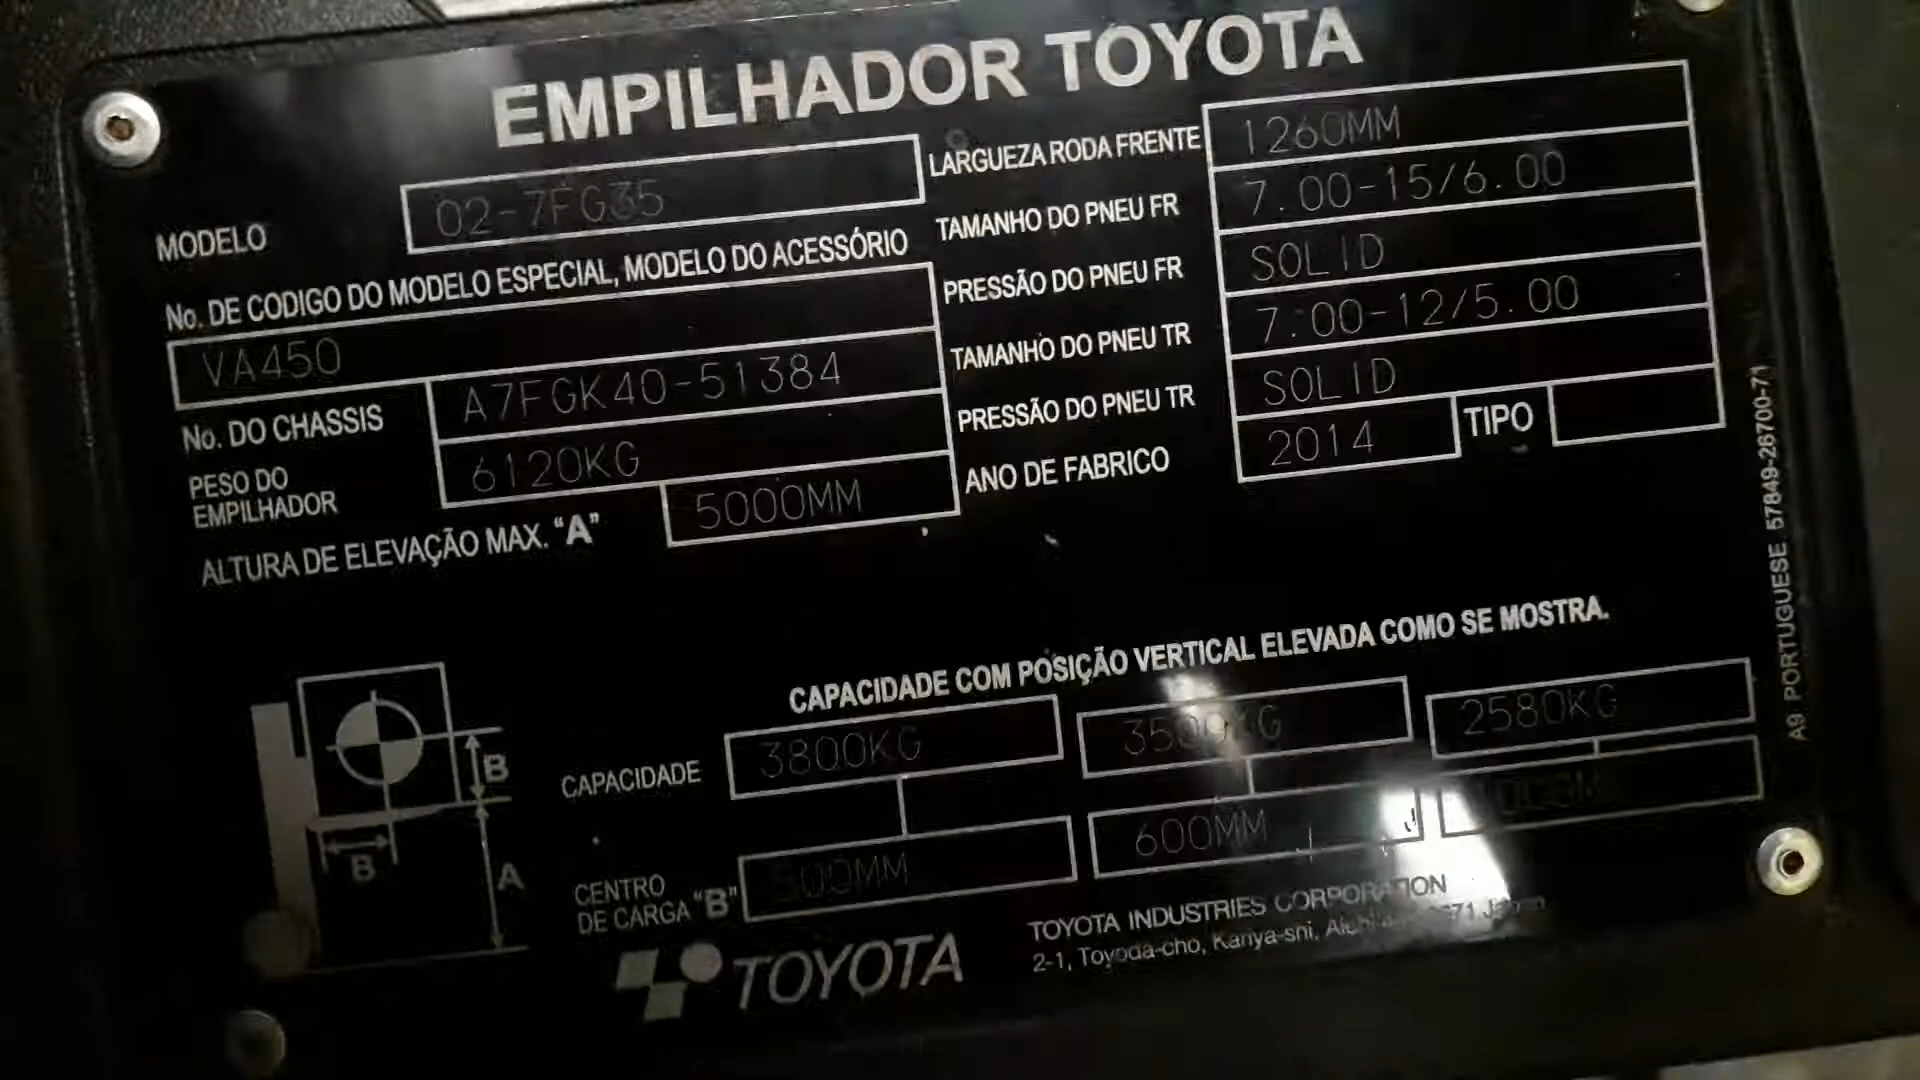 EMPILHADOR TOYOTA
MODELO 02-7FG35
No. DE CODIGO DO MODELO ESPECIAL, MODELO DO ACESSÓRIO
VA450
No. DO CHASSIS A7FGK40-51384
PESO DO EMPILHADOR 6120KG
ALTURA DE ELEVAÇÃO MAX. "A" 5000MM
LARGUEZA RODA FRENTE 1260MM
TAMANHO DO PNEU FR 7.00-15/6.00
PRESSÃO DO PNEU FR SOLID
TAMANHO DO PNEU TR 7.00-12/5.00
PRESSÃO DO PNEU TR SOLID
ANO DE FABRICO 2014 TIPO
CAPACIDADE COM POSIÇÃO VERTICAL ELEVADA COMO SE MOSTRA.
CAPACIDADE 3800KG 3500KG 2580KG
CENTRO DE CARGA "B" 500MM 600MM
B
B
A
TOYOTA
TOYOTA INDUSTRIES CORPORATION
2-1, Toyoda-cho, Kariya-shi,
A9 PORTUGUESE 57849-26700-71